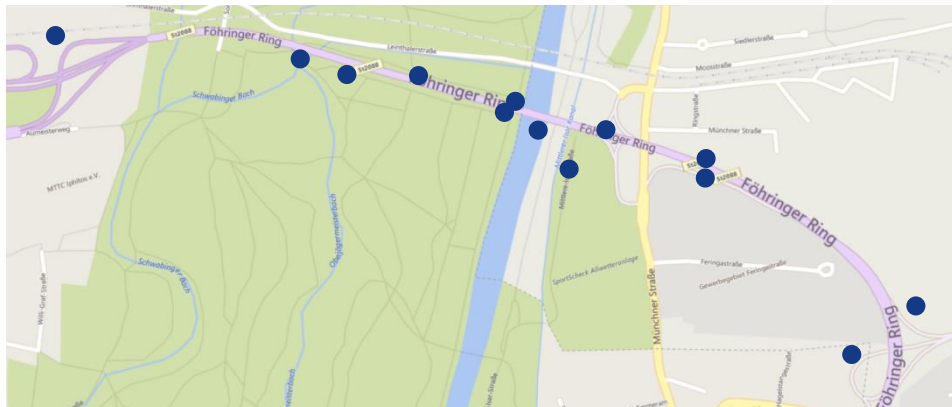 Föhringer Ring
St2088
Leinthalerstraße
Siedlerstraße
St2088
Moosstraße
Föhringer Ring
Schwabinger Bach
Ringstraße
Aumeisterweg
Föhringer Ring
Münchner Straße
St2088
Föhringer Ring
MTTC Iphitos e.V.
Oberjägermeisterbach
Schwabinger Bach
SportScheck Allwetteranlage
Feringastraße
Gewerbegebiet Feringastraße
Willi-Graf-Straße
Münchner Straße
Föhringer Ring